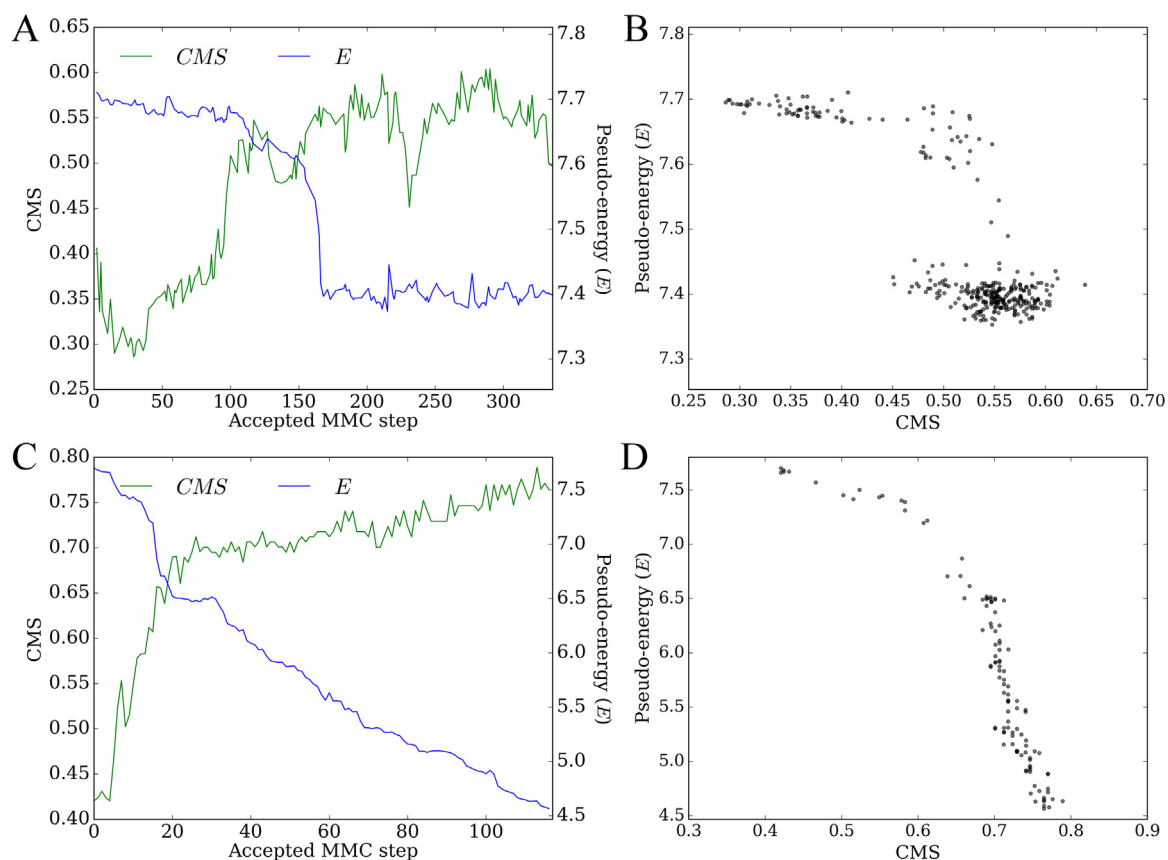 A
CMS E
0.65
0.60
0.55
0.50
0.45
0.40
0.35
0.30
0.25
CMS
0 50 100 150 200 250 300
Accepted MMC step
7.8
7.7
7.6
7.5
7.4
7.3
Pseudo-energy (E)
B
7.8
7.7
7.6
7.5
7.4
7.3
Pseudo-energy (E)
0.25 0.30 0.35 0.40 0.45 0.50 0.55 0.60 0.65 0.70
CMS
C
CMS E
0.80
0.75
0.70
0.65
0.60
0.55
0.50
0.45
0.40
CMS
0 20 40 60 80 100
Accepted MMC step
7.5
7.0
6.5
6.0
5.5
5.0
4.5
Pseudo-energy (E)
D
7.5
7.0
6.5
6.0
5.5
5.0
4.5
Pseudo-energy (E)
0.3 0.4 0.5 0.6 0.7 0.8 0.9
CMS